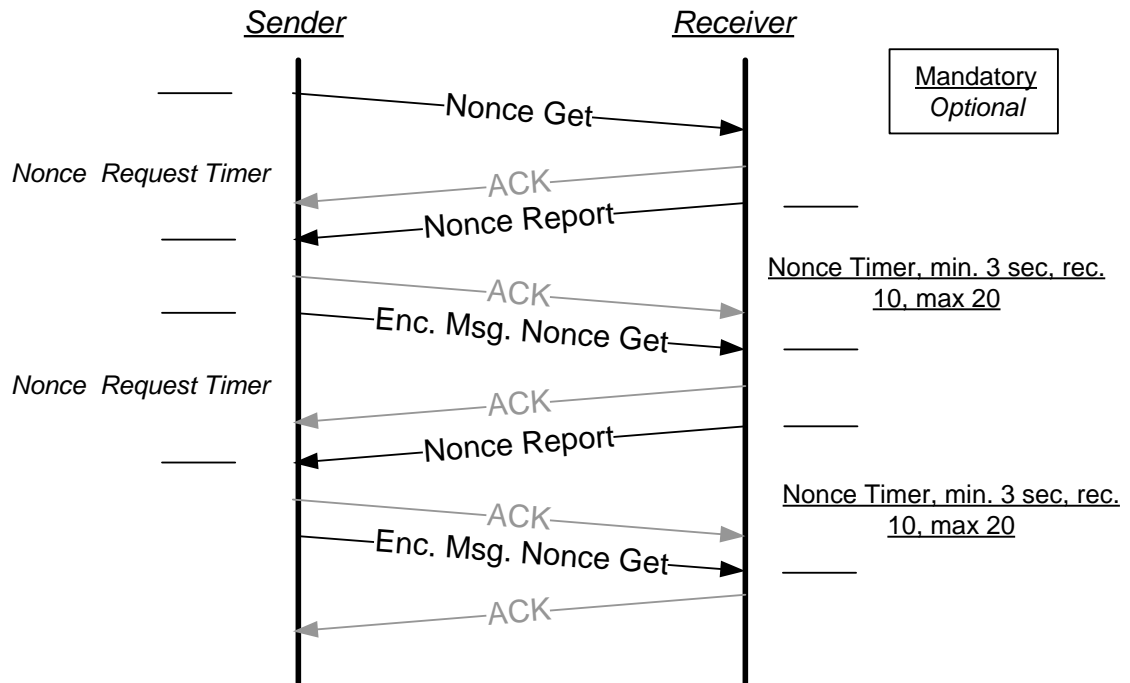 Sender
Receiver
Mandatory
Optional
Nonce Get
Nonce Request Timer
ACK
Nonce Report
Nonce Timer, min. 3 sec, rec.
10, max 20
ACK
Enc. Msg. Nonce Get
Nonce Request Timer
ACK
Nonce Report
Nonce Timer, min. 3 sec, rec.
10, max 20
ACK
Enc. Msg. Nonce Get
ACK